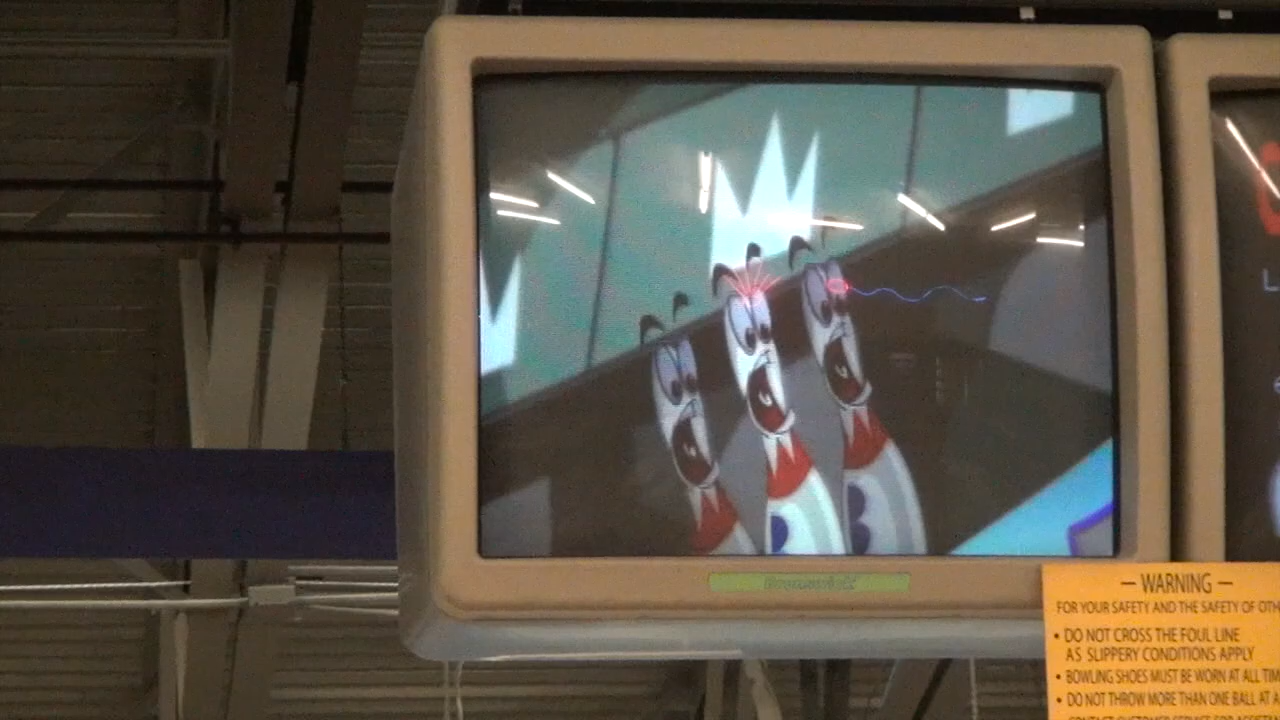 Brunswick
— WARNING —
FOR YOUR SAFETY AND THE SAFETY OF OTH
• DO NOT CROSS THE FOUL LINE
AS SLIPPERY CONDITIONS APPLY
• BOWLING SHOES MUST BE WORN AT ALL TIM
• DO NOT THROW MORE THAN ONE BALL AT A